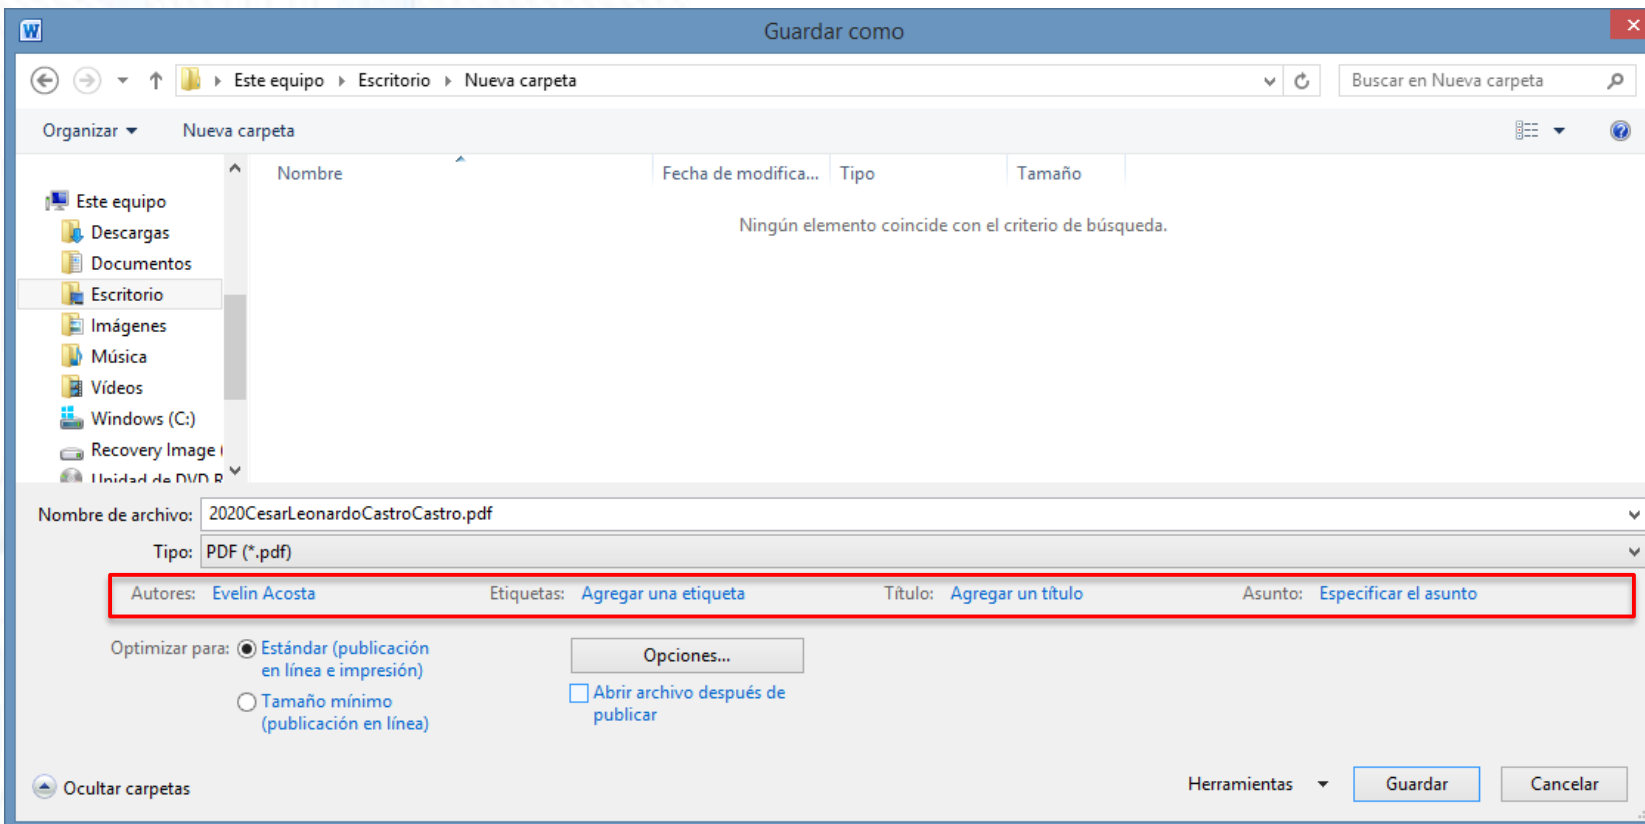 Guardar como
Este equipo Escritorio Nueva carpeta
Buscar en Nueva carpeta
Organizar Nueva carpeta
Nombre Fecha de modifica... Tipo Tamaño
Ningún elemento coincide con el criterio de búsqueda.
Este equipo
Descargas
Documentos
Escritorio
Imágenes
Música
Vídeos
Windows (C:)
Recovery Image
Unidad de DVD R
Nombre de archivo: 2020CesarLeonardoCastroCastro.pdf
Tipo: PDF (*.pdf)
Autores: Evelin Acosta Etiquetas: Agregar una etiqueta Título: Agregar un título Asunto: Especificar el asunto
Optimizar para: Estándar (publicación
en línea e impresión)
Tamaño mínimo
(publicación en línea)
Opciones...
Abrir archivo después de
publicar
Ocultar carpetas
Herramientas Guardar Cancelar